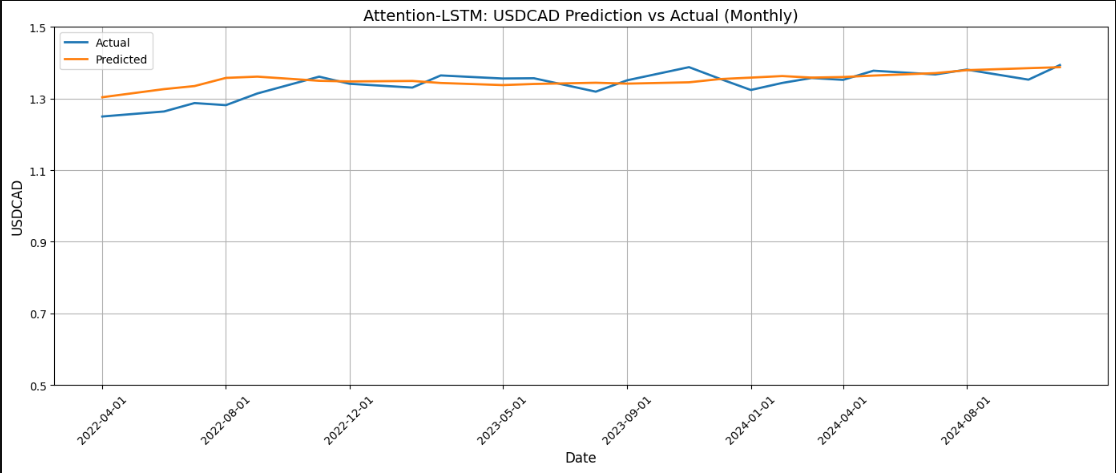 Attention-LSTM: USDCAD Prediction vs Actual (Monthly)
Actual
Predicted
1.5
1.3
1.1
0.9
0.7
0.5
USDCAD
2022-04-01
2022-08-01
2022-12-01
2023-05-01
2023-09-01
2024-01-01
2024-04-01
2024-08-01
Date